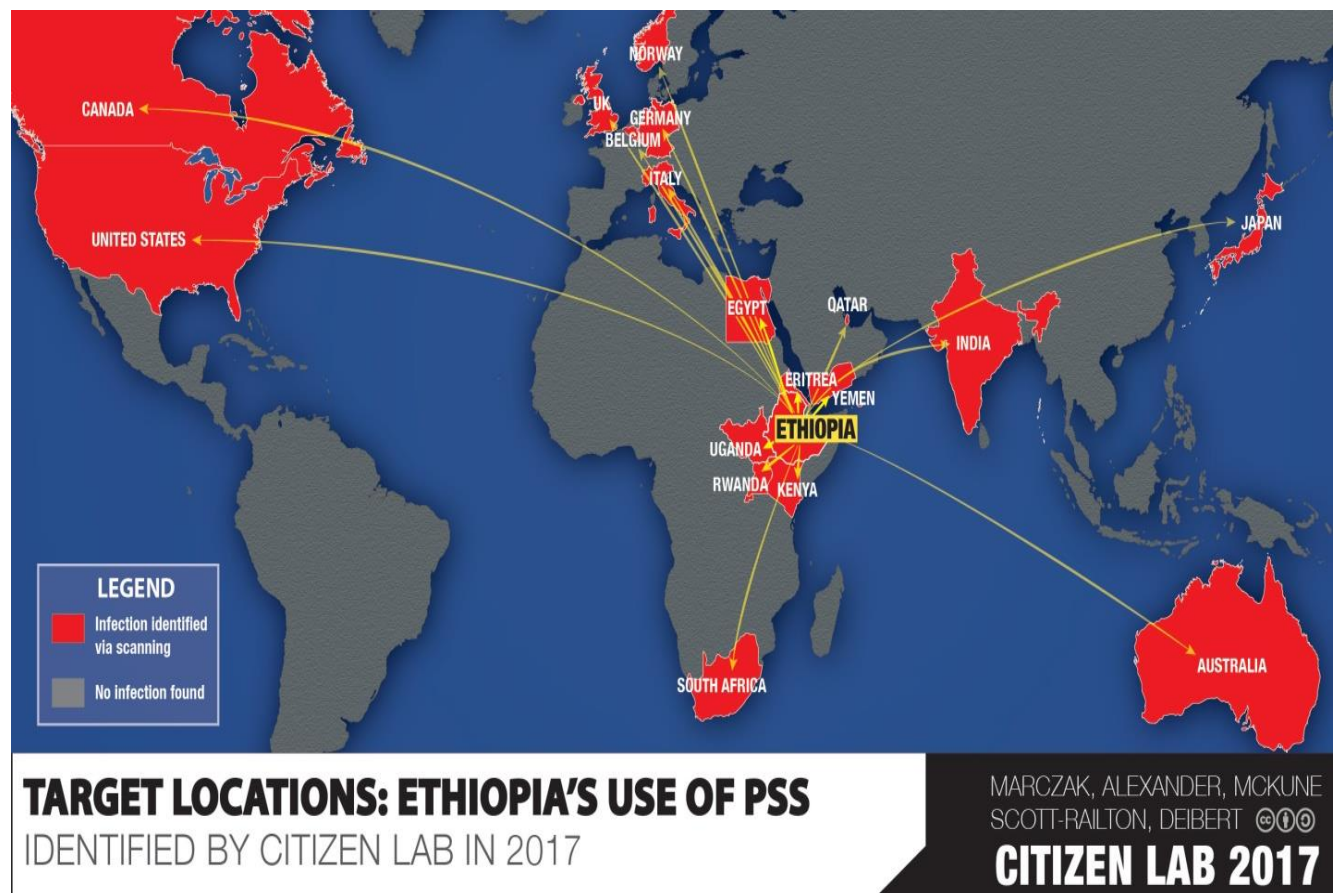 NORWAY
CANADA
UK
GERMANY
BELGIUM
ITALY
UNITED STATES
JAPAN
EGYPT
QATAR
INDIA
ERITREA
YEMEN
ETHIOPIA
UGANDA
RWANDA
KENYA
SOUTH AFRICA
AUSTRALIA
LEGEND
Infection identified
via scanning
No infection found
TARGET LOCATIONS: ETHIOPIA'S USE OF PSS
IDENTIFIED BY CITIZEN LAB IN 2017
MARCZAK, ALEXANDER, MCKUNE
SCOTT-RAILTON, DEIBERT
CITIZEN LAB 2017